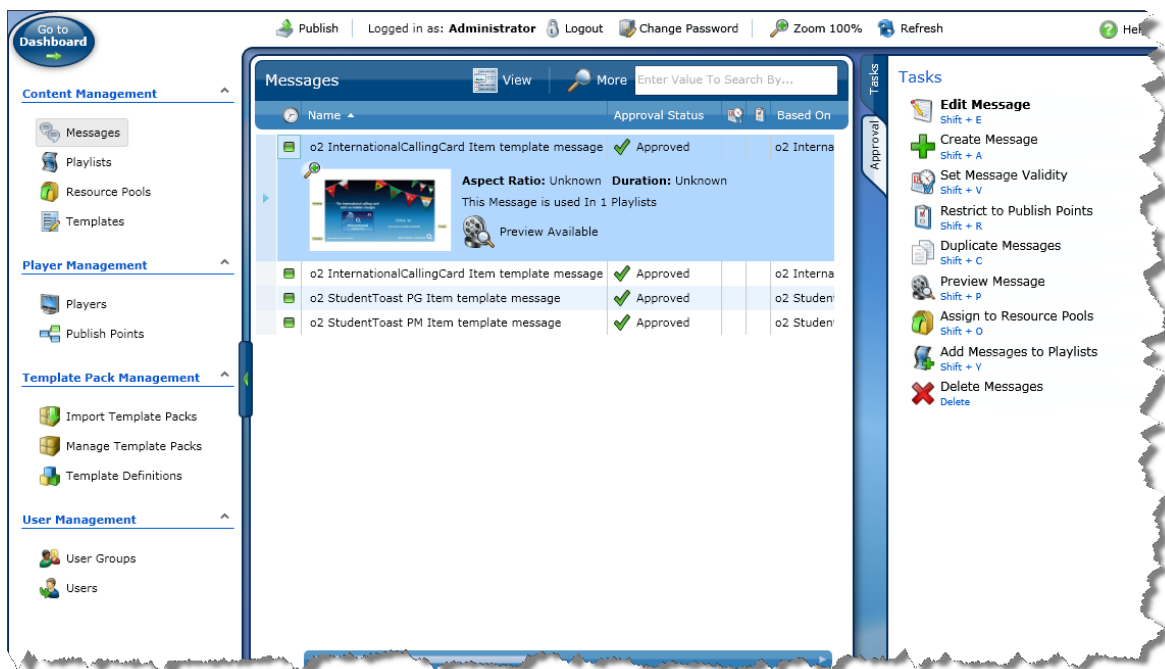 Go to
Dashboard
Publish
Logged in as: Administrator
Logout
Change Password
Zoom 100%
Refresh
Content Management
Messages
Playlists
Resource Pools
Templates
Player Management
Players
Publish Points
Template Pack Management
Import Template Packs
Manage Template Packs
Template Definitions
User Management
User Groups
Users
Messages
View
More
Enter Value To Search By...
Name
Approval Status
Based On
o2 InternationalCallingCard Item template message
Approved
o2 Interna
Aspect Ratio: Unknown Duration: Unknown
This Message is used In 1 Playlists
Preview Available
o2 InternationalCallingCard Item template message
Approved
o2 Interna
o2 StudentToast PG Item template message
Approved
o2 Studen
o2 StudentToast PM Item template message
Approved
o2 Studen
Tasks
Approval
Tasks
Edit Message
Shift + E
Create Message
Shift + A
Set Message Validity
Shift + V
Restrict to Publish Points
Shift + R
Duplicate Messages
Shift + C
Preview Message
Shift + P
Assign to Resource Pools
Shift + O
Add Messages to Playlists
Shift + Y
Delete Messages
Delete